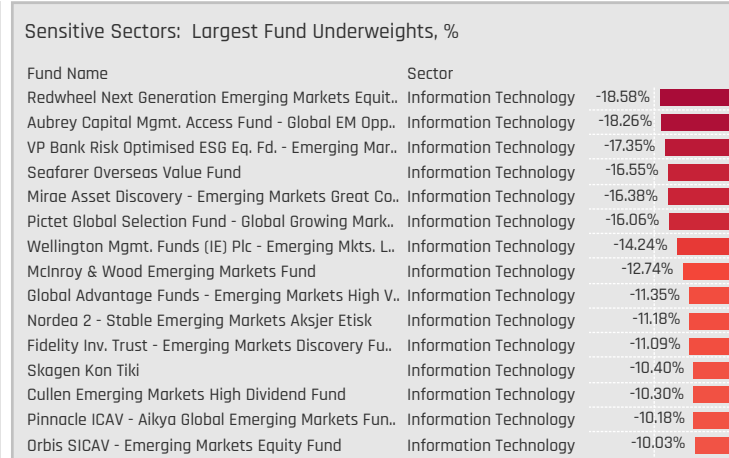 Sensitive Sectors: Largest Fund Underweights, %
Fund Name Sector
Redwheel Next Generation Emerging Markets Equit.. Information Technology -18.58%
Aubrey Capital Mgmt. Access Fund - Global EM Opp.. Information Technology -18.26%
VP Bank Risk Optimised ESG Eq. Fd. - Emerging Mar.. Information Technology -17.35%
Seafarer Overseas Value Fund Information Technology -16.55%
Mirae Asset Discovery - Emerging Markets Great Co.. Information Technology -16.38%
Pictet Global Selection Fund - Global Growing Mark.. Information Technology -16.06%
Wellington Mgmt. Funds (IE) Plc - Emerging Mkts. L.. Information Technology -14.24%
McInroy & Wood Emerging Markets Fund Information Technology -12.74%
Global Advantage Funds - Emerging Markets High V.. Information Technology -11.35%
Nordea 2 - Stable Emerging Markets Aksjer Etisk Information Technology -11.18%
Fidelity Inv. Trust - Emerging Markets Discovery Fu.. Information Technology -11.09%
Skagen Kon Tiki Information Technology -10.40%
Cullen Emerging Markets High Dividend Fund Information Technology -10.30%
Pinnacle ICAV - Aikya Global Emerging Markets Fun.. Information Technology -10.18%
Orbis SICAV - Emerging Markets Equity Fund Information Technology -10.03%